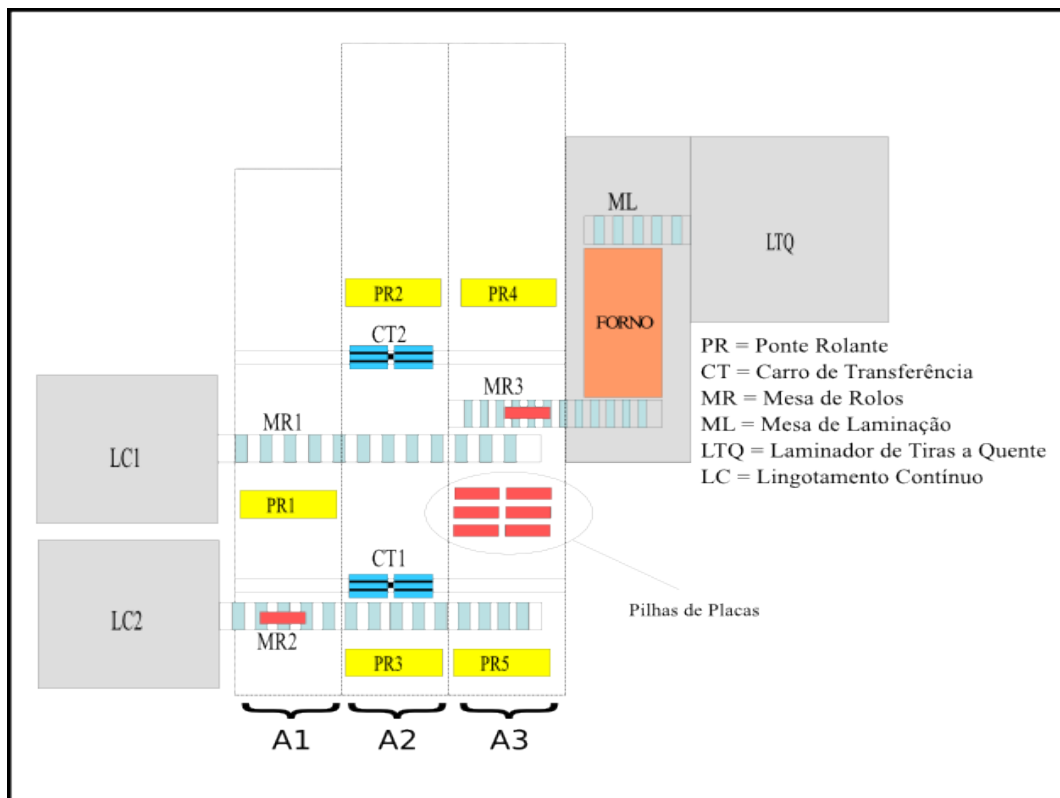 ML
LTQ
PR2
PR4
FORNO
CT2
PR = Ponte Rolante
CT = Carro de Transferência
MR = Mesa de Rolos
ML = Mesa de Laminação
LTQ = Laminador de Tiras a Quente
LC = Lingotamento Contínuo
MR3
MR1
LC1
PR1
CT1
Pilhas de Placas
LC2
MR2
PR3
PR5
A1
A2
A3